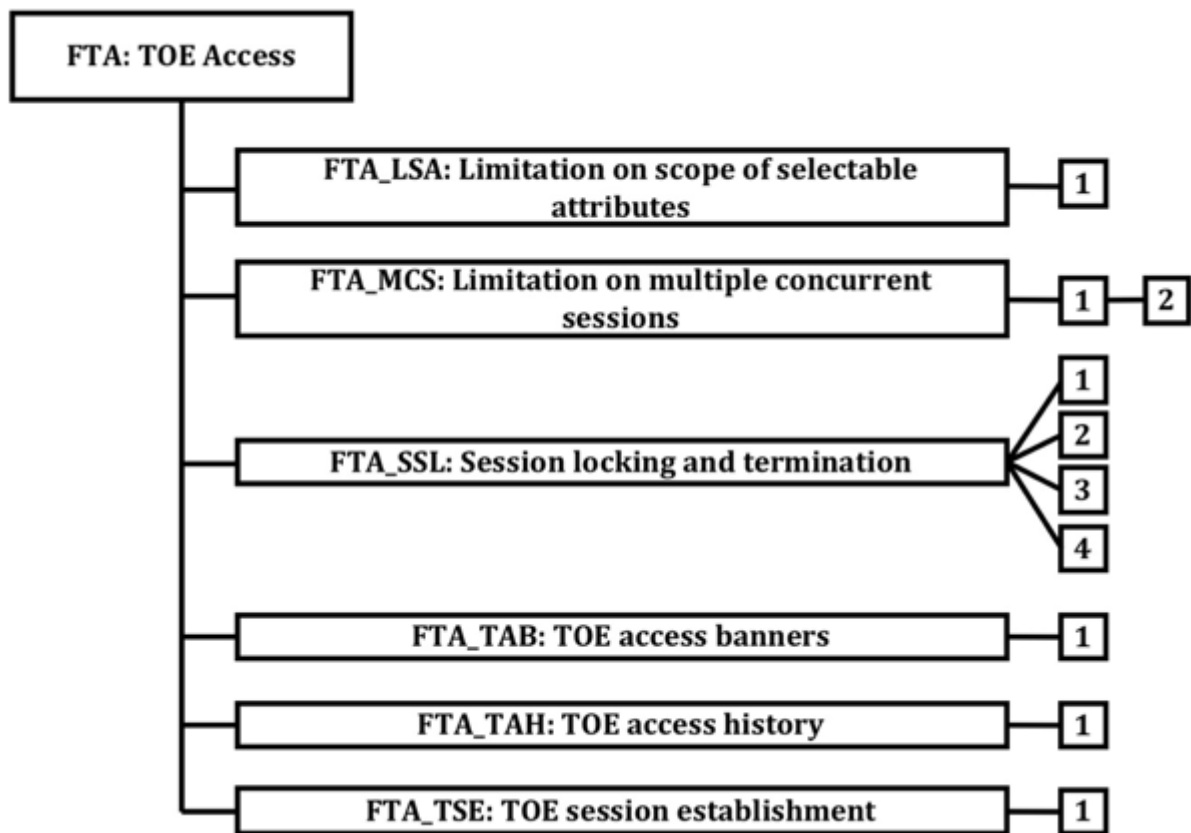 FTA: TOE Access
FTA_LSA: Limitation on scope of selectable
attributes
1
FTA_MCS: Limitation on multiple concurrent
sessions
1
2
FTA_SSL: Session locking and termination
1
2
3
4
FTA_TAB: TOE access banners
1
FTA_TAH: TOE access history
1
FTA_TSE: TOE session establishment
1